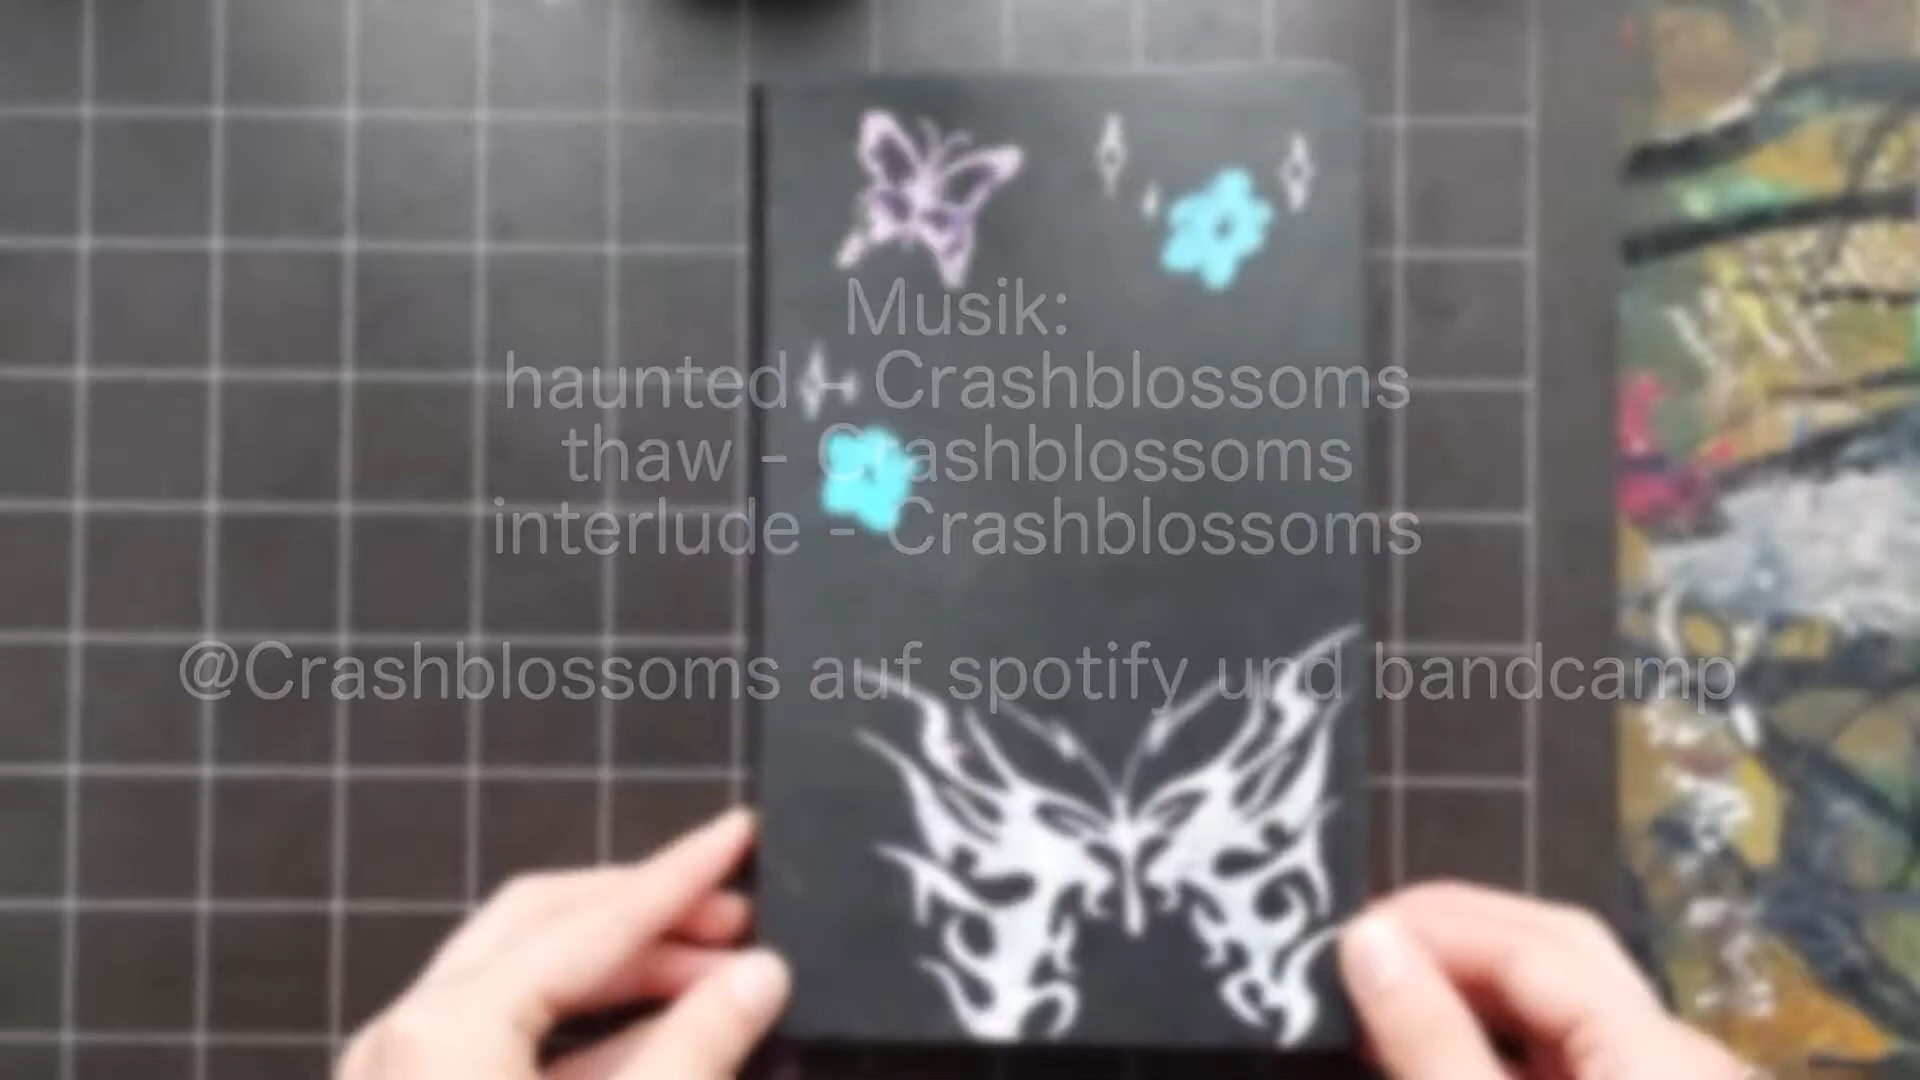 Musik:
haunted - Crashblossoms
thaw - Crashblossoms
interlude - Crashblossoms
@Crashblossoms auf spotify und bandcamp